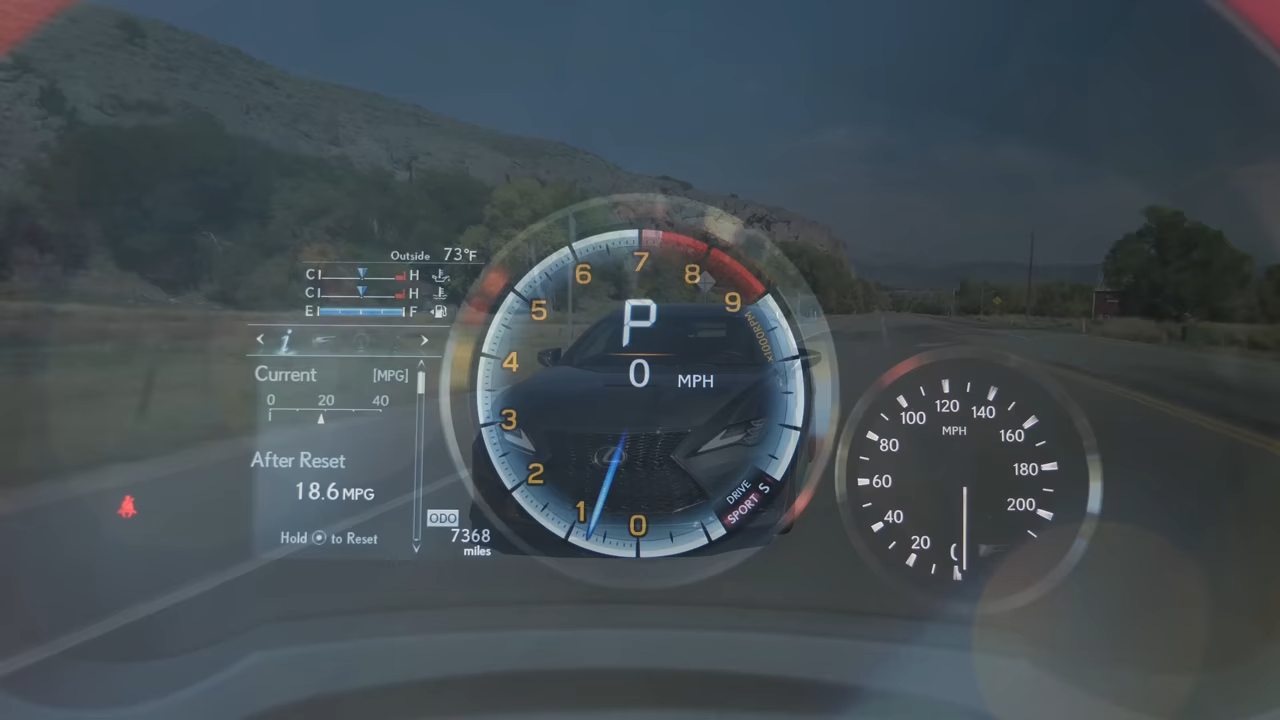 Outside 73°F
C H
C H
E F
< i >
Current [MPG]
0 20 40
After Reset
18.6 MPG
Hold to Reset
ODO
7368
miles
0
1
2
3
4
5
6
7
8
9
x1000RPM
P
0 MPH
DRIVE
SPORT S
MPH
20
40
60
80
100
120
140
160
180
200